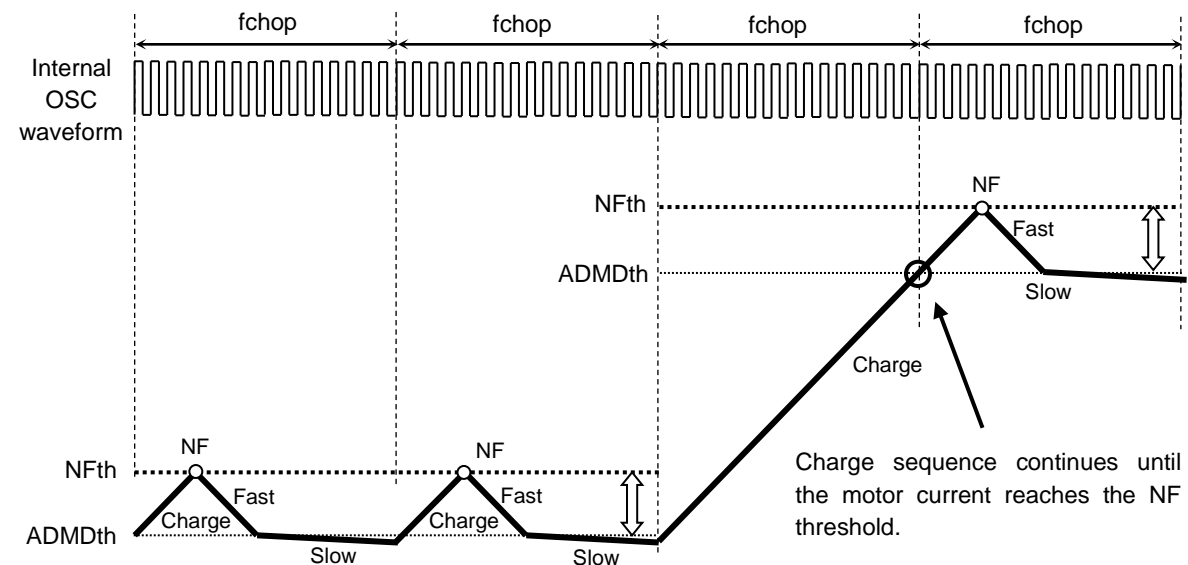 fchop fchop fchop fchop
Internal
OSC
waveform
NF
NFth
Fast
ADMDth
Slow
Charge
NF NF
NFth
Fast Fast
Charge Charge
ADMDth
Slow Slow
Charge sequence continues until
the motor current reaches the NF
threshold.